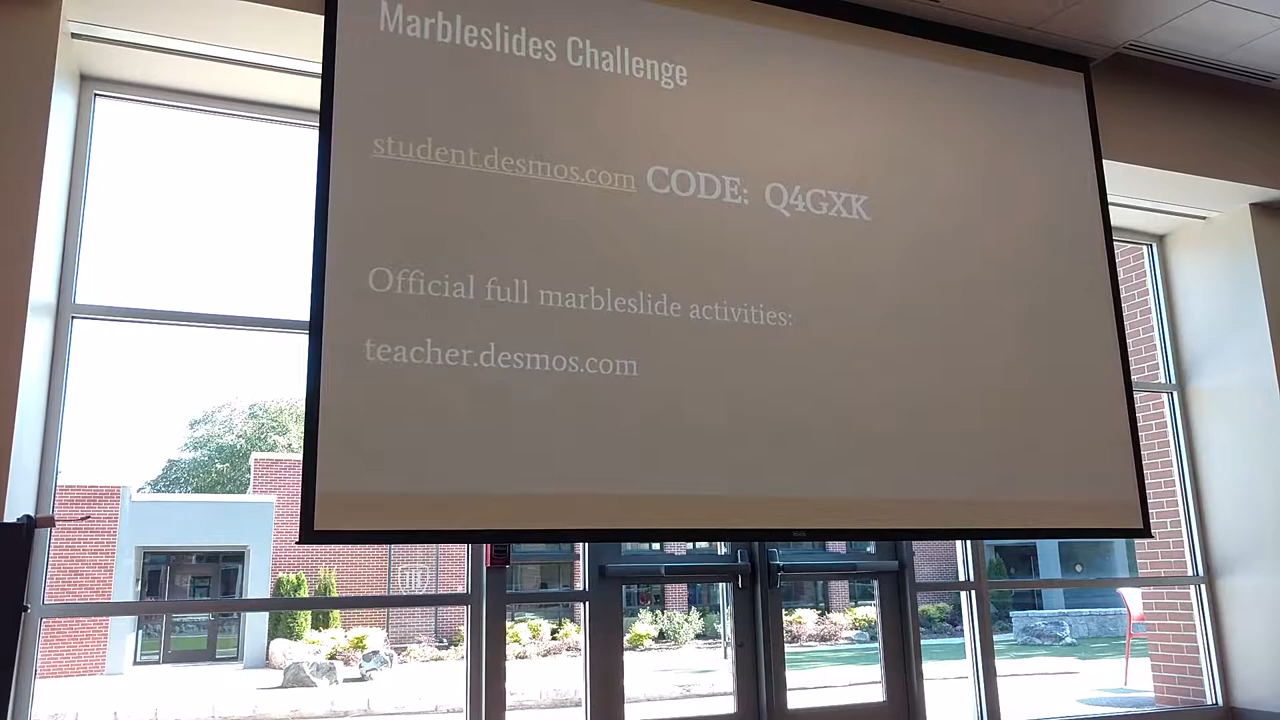 Marbleslides Challenge
student.desmos.com CODE: Q4GXK
Official full marbleslide activities:
teacher.desmos.com